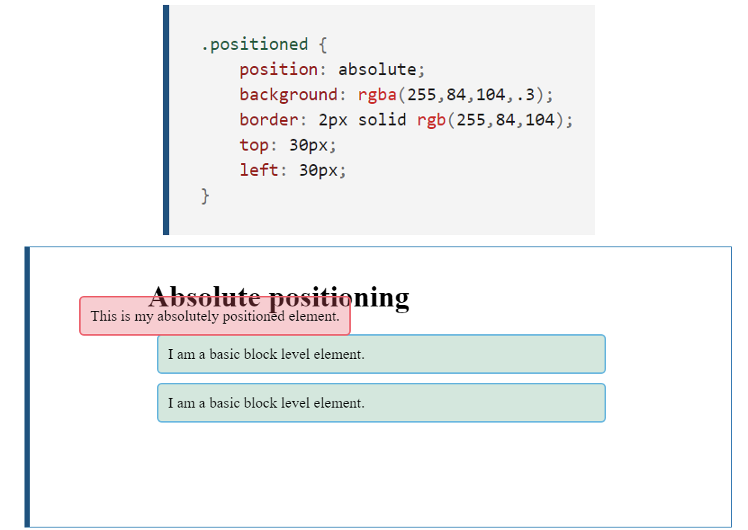 .positioned {
position: absolute;
background: rgba(255,84,104,.3);
border: 2px solid rgb(255,84,104);
top: 30px;
left: 30px;
}
Absolute positioning
This is my absolutely positioned element.
I am a basic block level element.
I am a basic block level element.